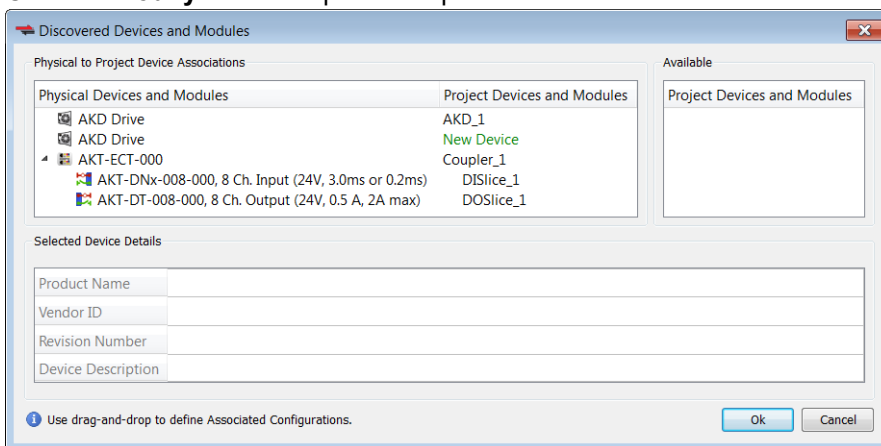 Discovered Devices and Modules
Physical to Project Device Associations
Available
Physical Devices and Modules Project Devices and Modules
Project Devices and Modules
AKD Drive AKD_1
AKD Drive New Device
AKT-ECT-000 Coupler_1
AKT-DNx-008-000, 8 Ch. Input (24V, 3.0ms or 0.2ms) DISlice_1
AKT-DT-008-000, 8 Ch. Output (24V, 0.5 A, 2A max) DOSlice_1
Selected Device Details
Product Name
Vendor ID
Revision Number
Device Description
Use drag-and-drop to define Associated Configurations.
Ok Cancel